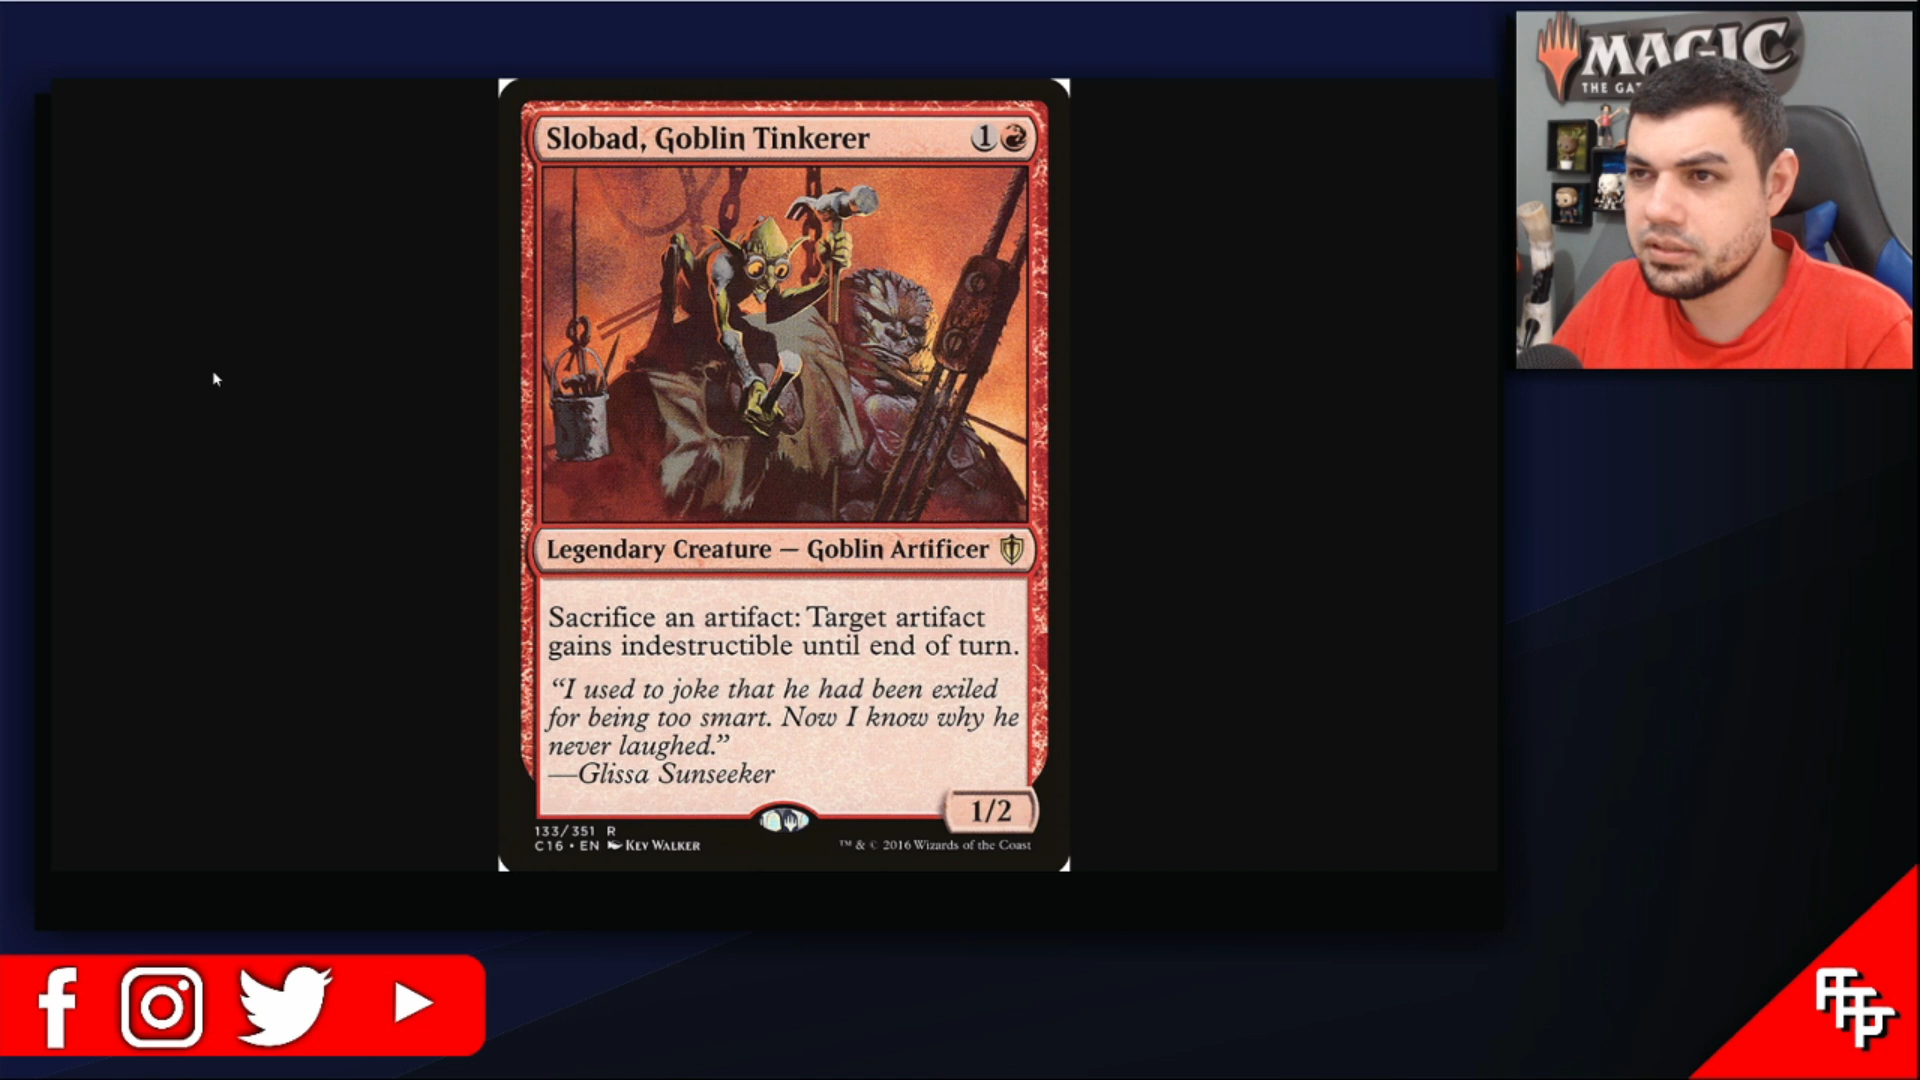 MAGIC
THE GAT
Slobad, Goblin Tinkerer 1
Legendary Creature — Goblin Artificer
Sacrifice an artifact: Target artifact
gains indestructible until end of turn.
“I used to joke that he had been exiled
for being too smart. Now I know why he
never laughed.”
—Glissa Sunseeker
1/2
133/351 R
C16 • EN Kev Walker
™ & © 2016 Wizards of the Coast